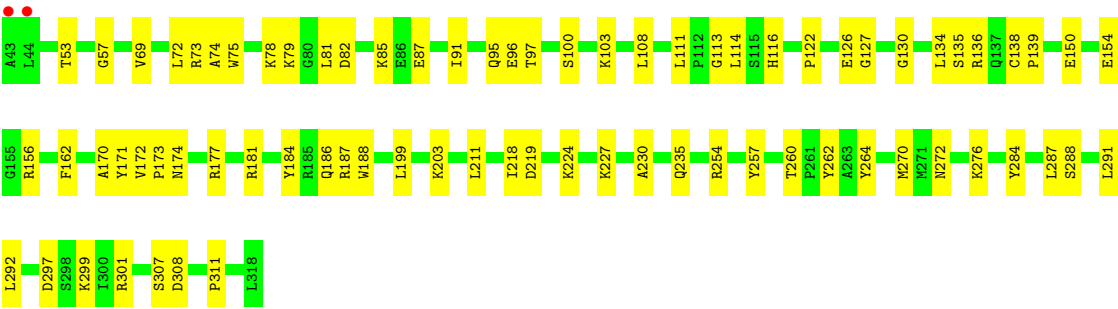 A43 L44 T53 G57 V69 L72 R73 A74 W75 K78 K79 G80 L81 D82 K85 E86 E87 I91 Q95 E96 T97 S100 K103 L108 L111 P112 G113 L114 S115 H116 P122 E126 G127 G130 L134 S135 R136 Q137 C138 P139 E150 E154
G155 R156 F162 A170 Y171 V172 P173 N174 R177 R181 Y184 R185 Q186 R187 W188 L199 K203 L211 I218 D219 K224 K227 A230 Q235 R254 Y257 T260 P261 Y262 A263 Y264 M270 M271 N272 K276 Y284 L287 S288 L291
L292 D297 S298 K299 I300 R301 S307 D308 P311 L318